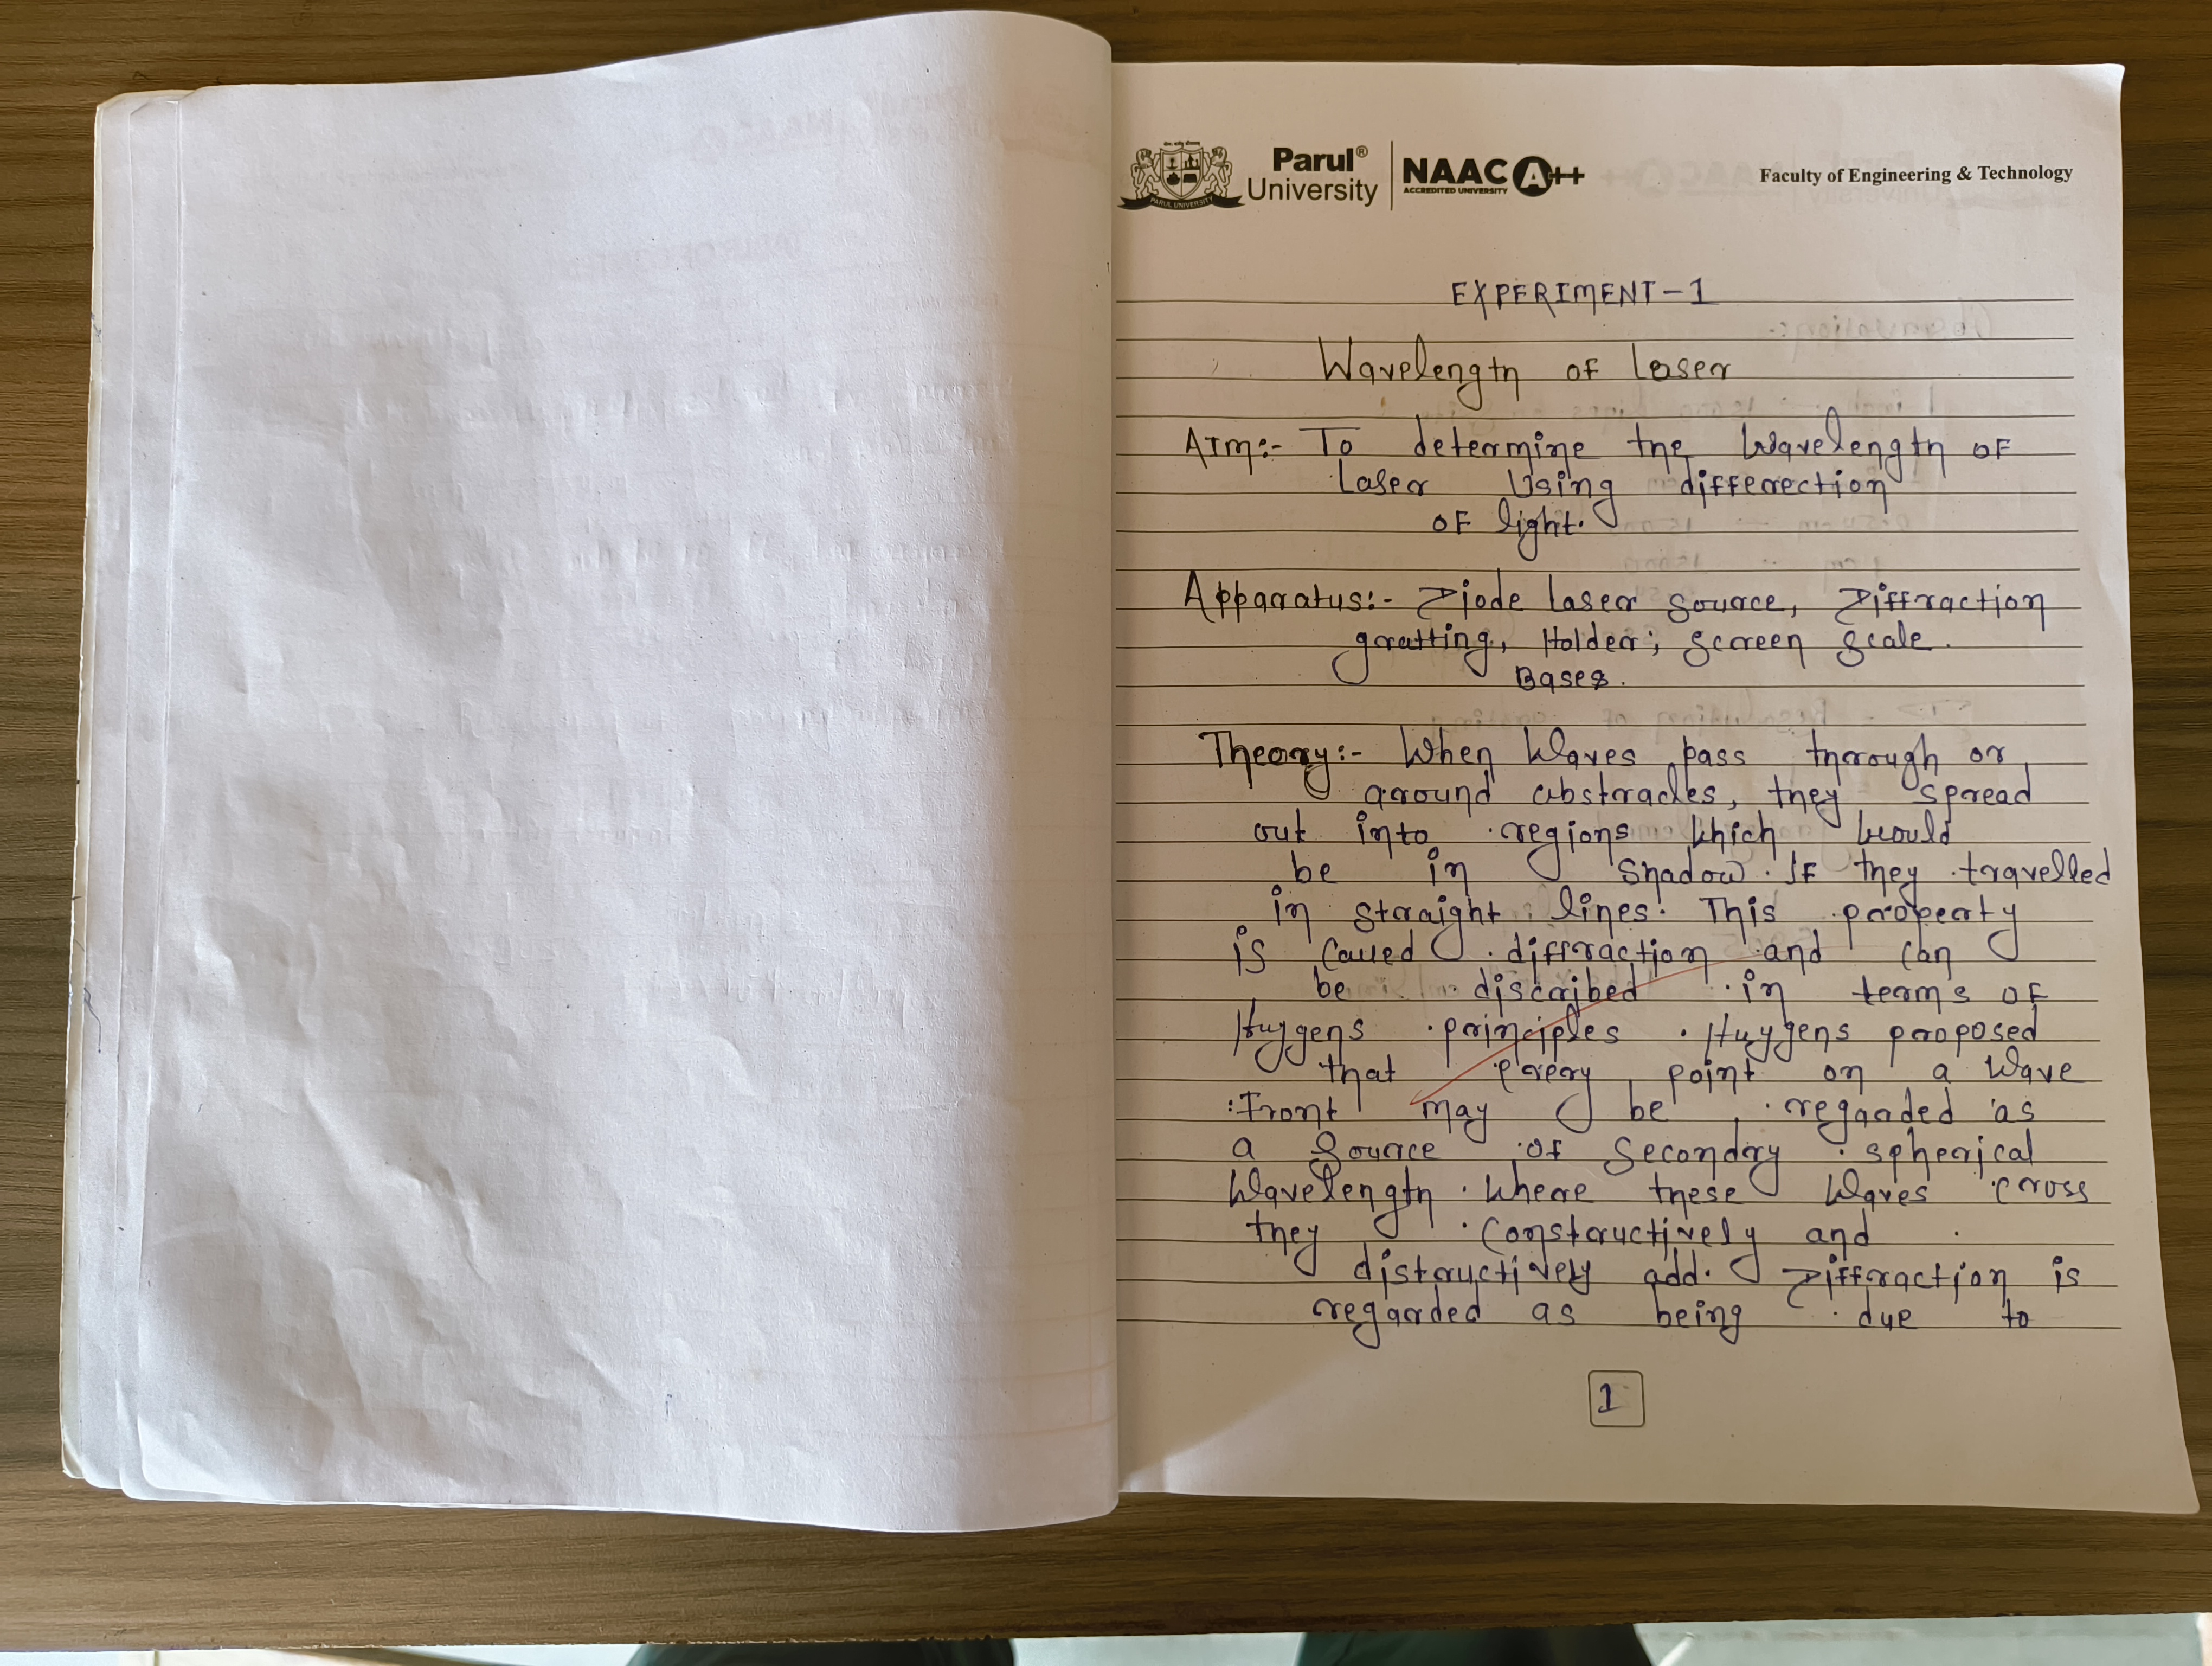 Parul®
University
NAAC A++
ACCREDITED UNIVERSITY
PARUL UNIVERSITY
Faculty of Engineering & Technology
EXPERIMENT-1
Wavelength of Laser
AIM:- To determine the Wavelength OF
Laser Using differection
OF light.
Apparatus:- Diode Laser source, Diffraction
gratting, Holder; screen scale.
Bases.
Theory:- When Waves pass through or
around abstracles, they spread
out into regions which would
be in shadow. IF they travelled
in straight lines. This property
is called diffraction and can
be discribed in terms OF
Huygens principles. Huygens proposed
that every point on a Wave
Front may be regarded as
a Source of Secondry spherical
Wavelength. Where these Waves cross
they constructively and
distructively add. Diffraction is
regarded as being due to
1